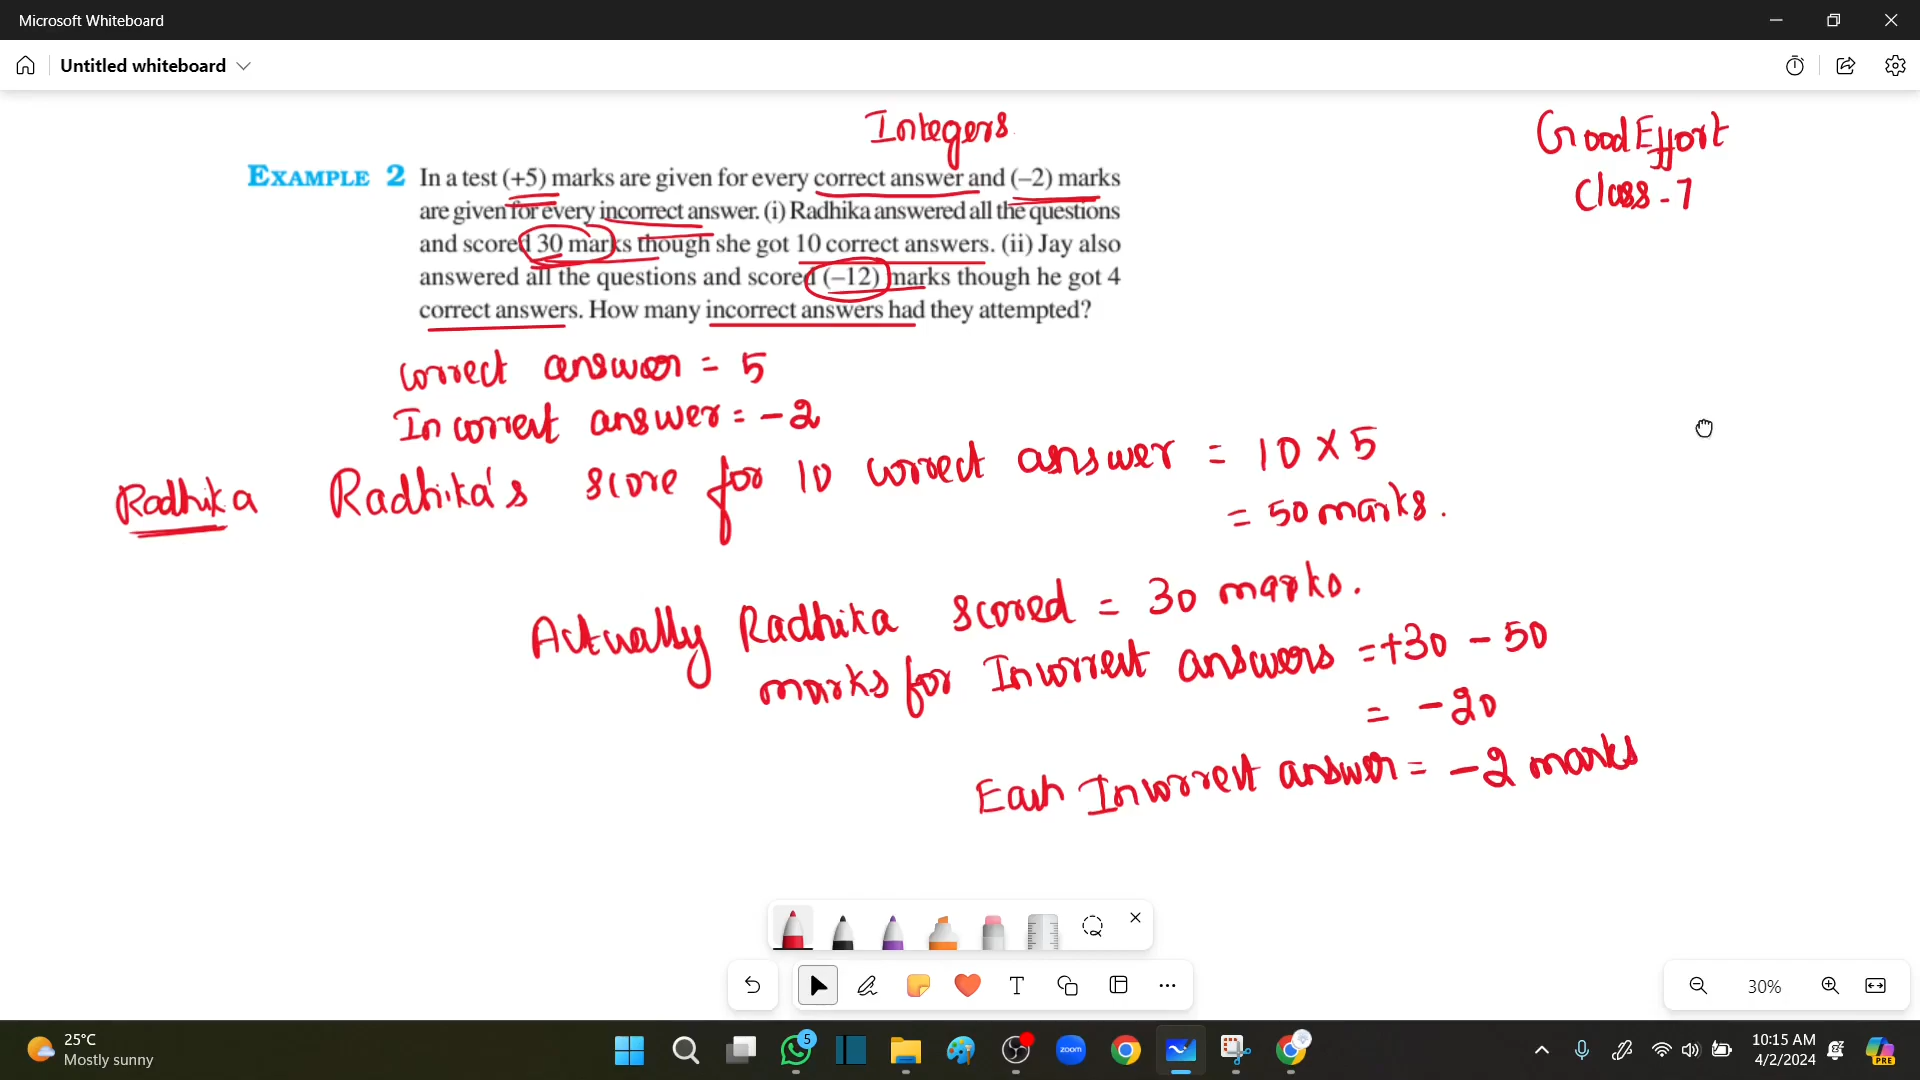 Microsoft Whiteboard
Untitled whiteboard
Integers
Good Effort
Class - 7
EXAMPLE 2 In a test (+5) marks are given for every correct answer and (–2) marks
are given for every incorrect answer. (i) Radhika answered all the questions
and scored 30 marks though she got 10 correct answers. (ii) Jay also
answered all the questions and scored (–12) marks though he got 4
correct answers. How many incorrect answers had they attempted?
correct answer = 5
Incorrect answer = -2
Radhika Radhika's score for 10 correct answer = 10 × 5
= 50 marks.
Actually Radhika scored = 30 marks.
marks for Incorrect answers = +30 - 50
= -20
Each Incorrect answer = -2 marks
30%
25°C
Mostly sunny
5
zoom
10:15 AM
4/2/2024
PRE